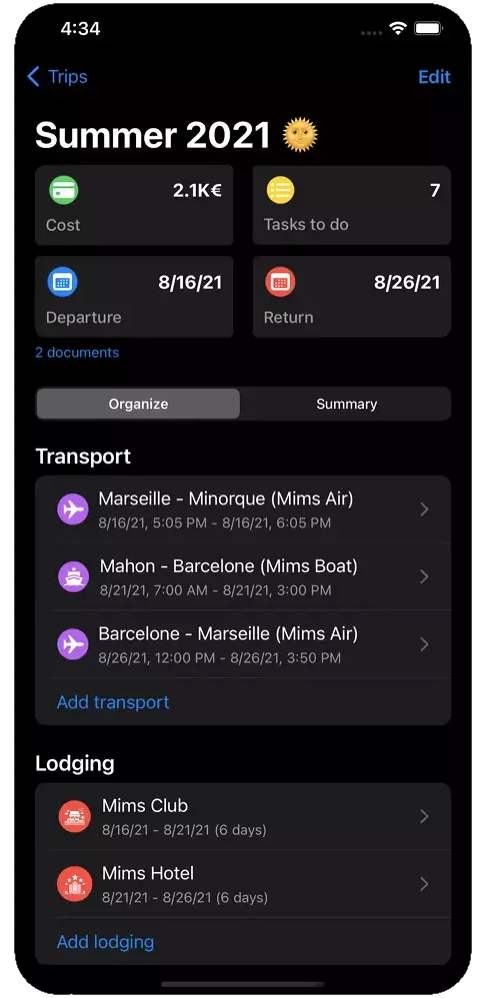 4:34
Trips
Edit
Summer 2021 🌞
2.1K€
Cost
7
Tasks to do
8/16/21
Departure
8/26/21
Return
2 documents
Organize
Summary
Transport
Marseille - Minorque (Mims Air)
8/16/21, 5:05 PM - 8/16/21, 6:05 PM
Mahon - Barcelone (Mims Boat)
8/21/21, 7:00 AM - 8/21/21, 3:00 PM
Barcelone - Marseille (Mims Air)
8/26/21, 12:00 PM - 8/26/21, 3:50 PM
Add transport
Lodging
Mims Club
8/16/21 - 8/21/21 (6 days)
Mims Hotel
8/21/21 - 8/26/21 (6 days)
Add lodging